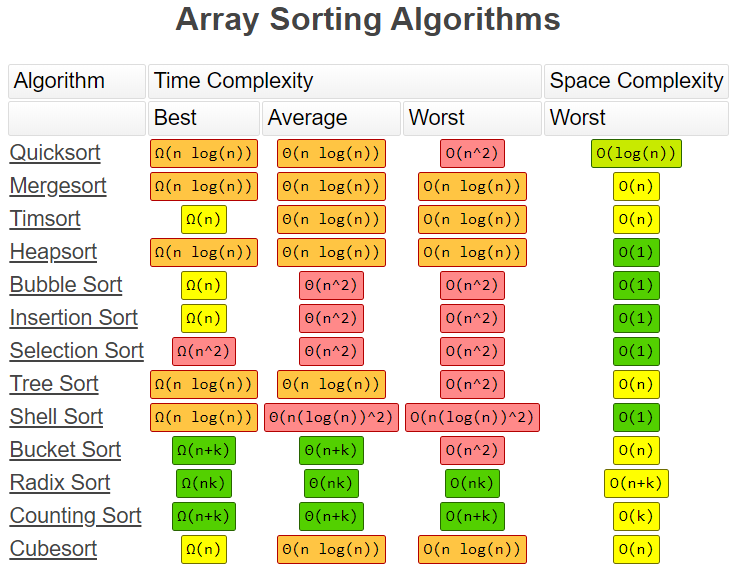 Array Sorting Algorithms
Algorithm Time Complexity Space Complexity
Best Average Worst Worst
Quicksort Ω(n log(n)) Θ(n log(n)) O(n^2) O(log(n))
Mergesort Ω(n log(n)) Θ(n log(n)) O(n log(n)) O(n)
Timsort Ω(n) Θ(n log(n)) O(n log(n)) O(n)
Heapsort Ω(n log(n)) Θ(n log(n)) O(n log(n)) O(1)
Bubble Sort Ω(n) Θ(n^2) O(n^2) O(1)
Insertion Sort Ω(n) Θ(n^2) O(n^2) O(1)
Selection Sort Ω(n^2) Θ(n^2) O(n^2) O(1)
Tree Sort Ω(n log(n)) Θ(n log(n)) O(n^2) O(n)
Shell Sort Ω(n log(n)) Θ(n(log(n))^2) O(n(log(n))^2) O(1)
Bucket Sort Ω(n+k) Θ(n+k) O(n^2) O(n)
Radix Sort Ω(nk) Θ(nk) O(nk) O(n+k)
Counting Sort Ω(n+k) Θ(n+k) O(n+k) O(k)
Cubesort Ω(n) Θ(n log(n)) O(n log(n)) O(n)